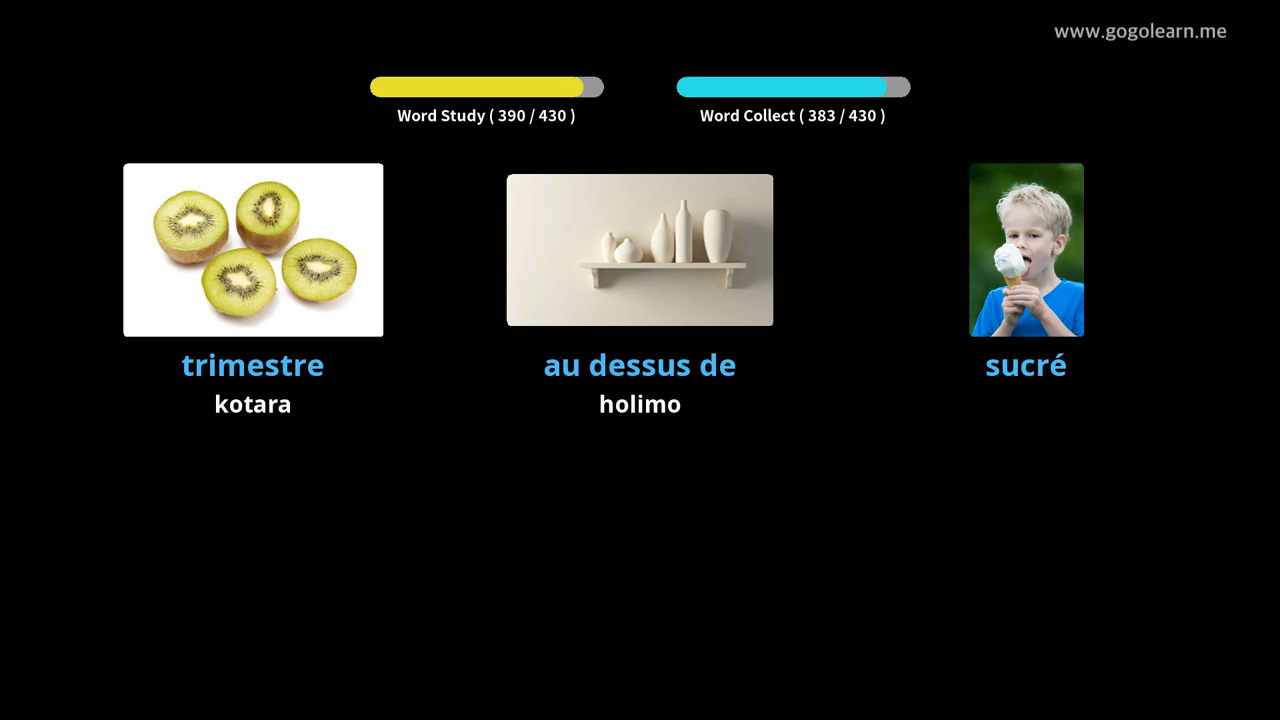 www.gogolearn.me
Word Study ( 390 / 430 )
Word Collect ( 383 / 430 )
trimestre
kotara
au dessus de
holimo
sucré